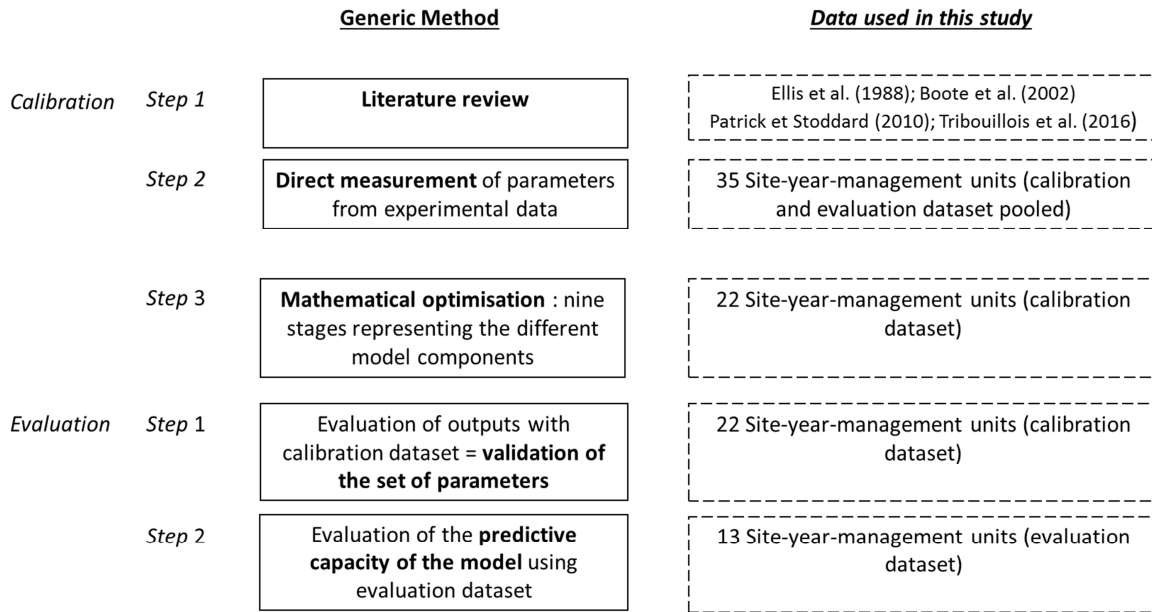 Generic Method
Data used in this study
Calibration
Step 1
Literature review
Ellis et al. (1988); Boote et al. (2002)
Patrick et Stoddard (2010); Tribouillois et al. (2016)
Step 2
Direct measurement of parameters
from experimental data
35 Site-year-management units (calibration
and evaluation dataset pooled)
Step 3
Mathematical optimisation : nine
stages representing the different
model components
22 Site-year-management units (calibration
dataset)
Evaluation
Step 1
Evaluation of outputs with
calibration dataset = validation of
the set of parameters
22 Site-year-management units (calibration
dataset)
Step 2
Evaluation of the predictive
capacity of the model using
evaluation dataset
13 Site-year-management units (evaluation
dataset)